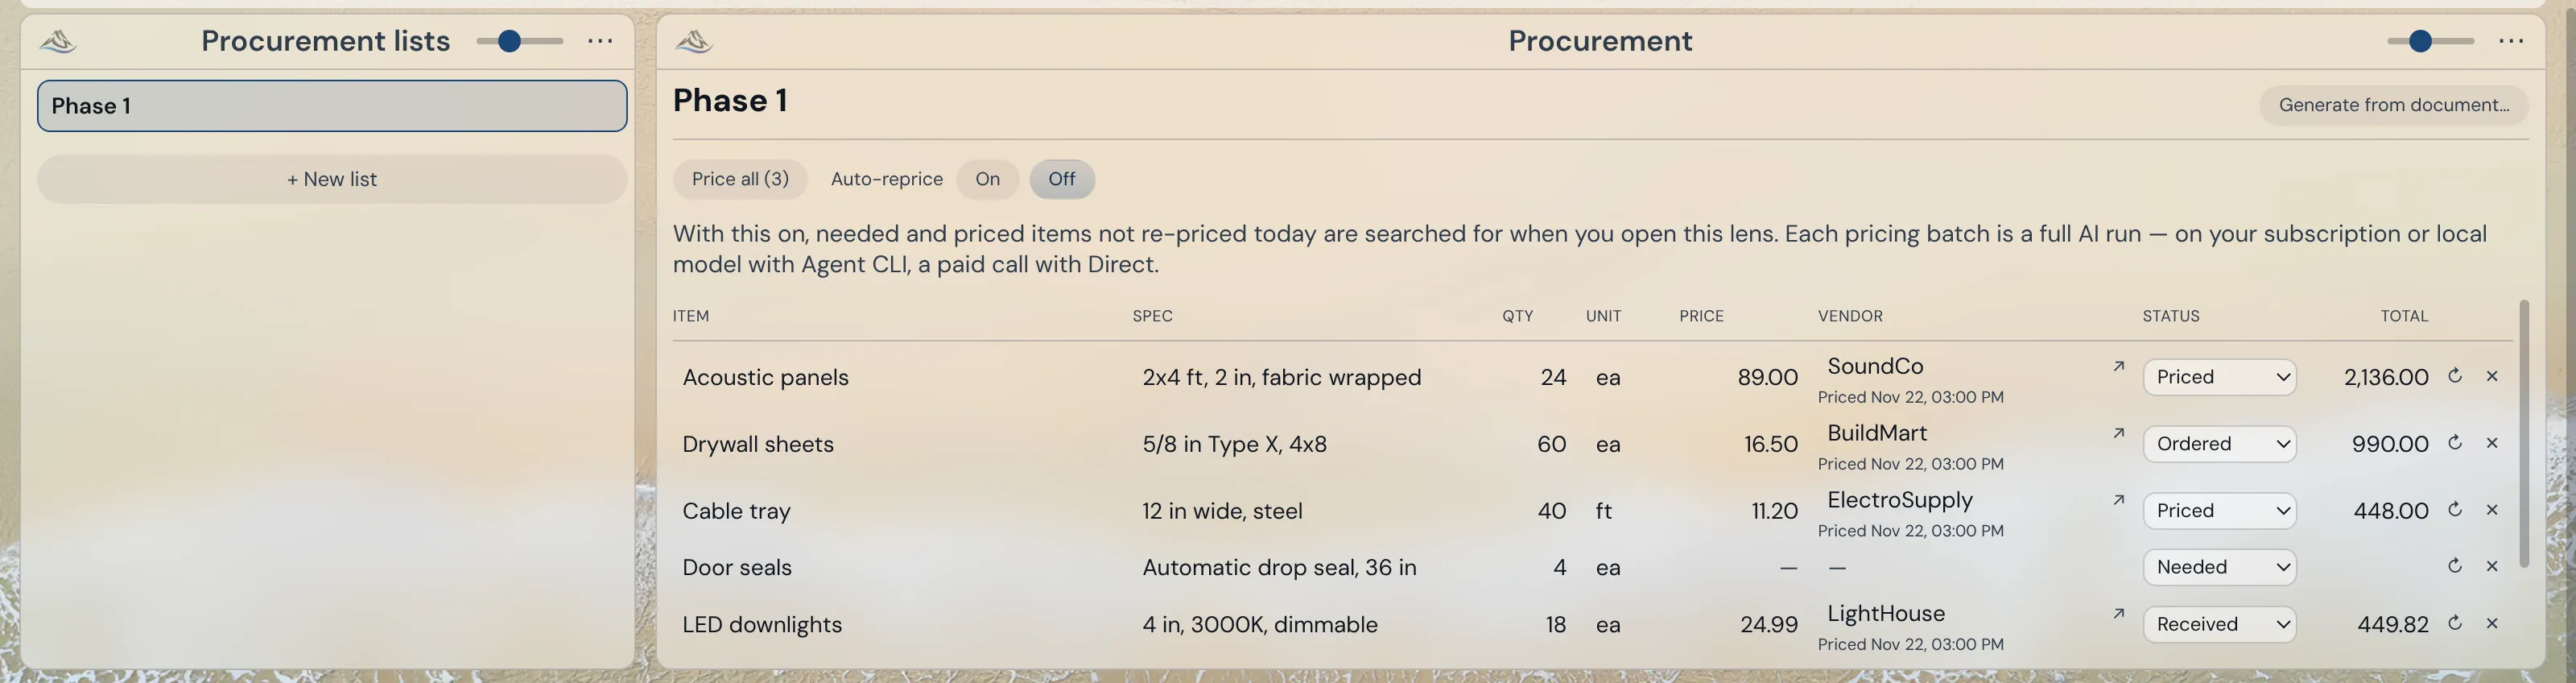 Procurement lists
Phase 1
+ New list
Procurement
Phase 1
Generate from document...
Price all (3) Auto-reprice On Off
With this on, needed and priced items not re-priced today are searched for when you open this lens. Each pricing batch is a full AI run — on your subscription or local
model with Agent CLI, a paid call with Direct.
ITEM SPEC QTY UNIT PRICE VENDOR STATUS TOTAL
Acoustic panels 2x4 ft, 2 in, fabric wrapped 24 ea 89.00 SoundCo ↗ Priced 2,136.00 ↻ ×
Priced Nov 22, 03:00 PM
Drywall sheets 5/8 in Type X, 4x8 60 ea 16.50 BuildMart ↗ Ordered 990.00 ↻ ×
Priced Nov 22, 03:00 PM
Cable tray 12 in wide, steel 40 ft 11.20 ElectroSupply ↗ Priced 448.00 ↻ ×
Priced Nov 22, 03:00 PM
Door seals Automatic drop seal, 36 in 4 ea — — Needed ↻ ×
LED downlights 4 in, 3000K, dimmable 18 ea 24.99 LightHouse ↗ Received 449.82 ↻ ×
Priced Nov 22, 03:00 PM